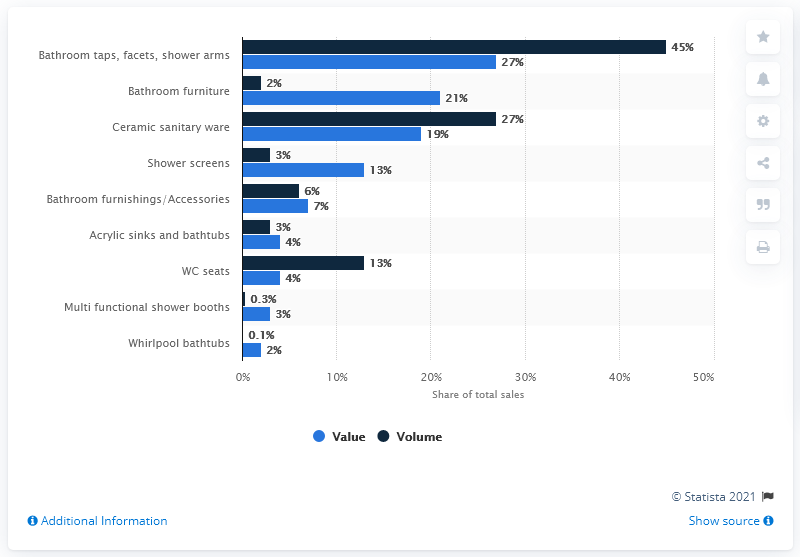 Bathroom taps, facets, shower arms 45% 27%
Bathroom furniture 2% 21%
Ceramic sanitary ware 27% 19%
Shower screens 3% 13%
Bathroom furnishings/Accessories 6% 7%
Acrylic sinks and bathtubs 3% 4%
WC seats 13% 4%
Multi functional shower booths 0.3% 3%
Whirlpool bathtubs 0.1% 2%
0% 10% 20% 30% 40% 50%
Share of total sales
Value Volume
© Statista 2021
Additional Information Show source